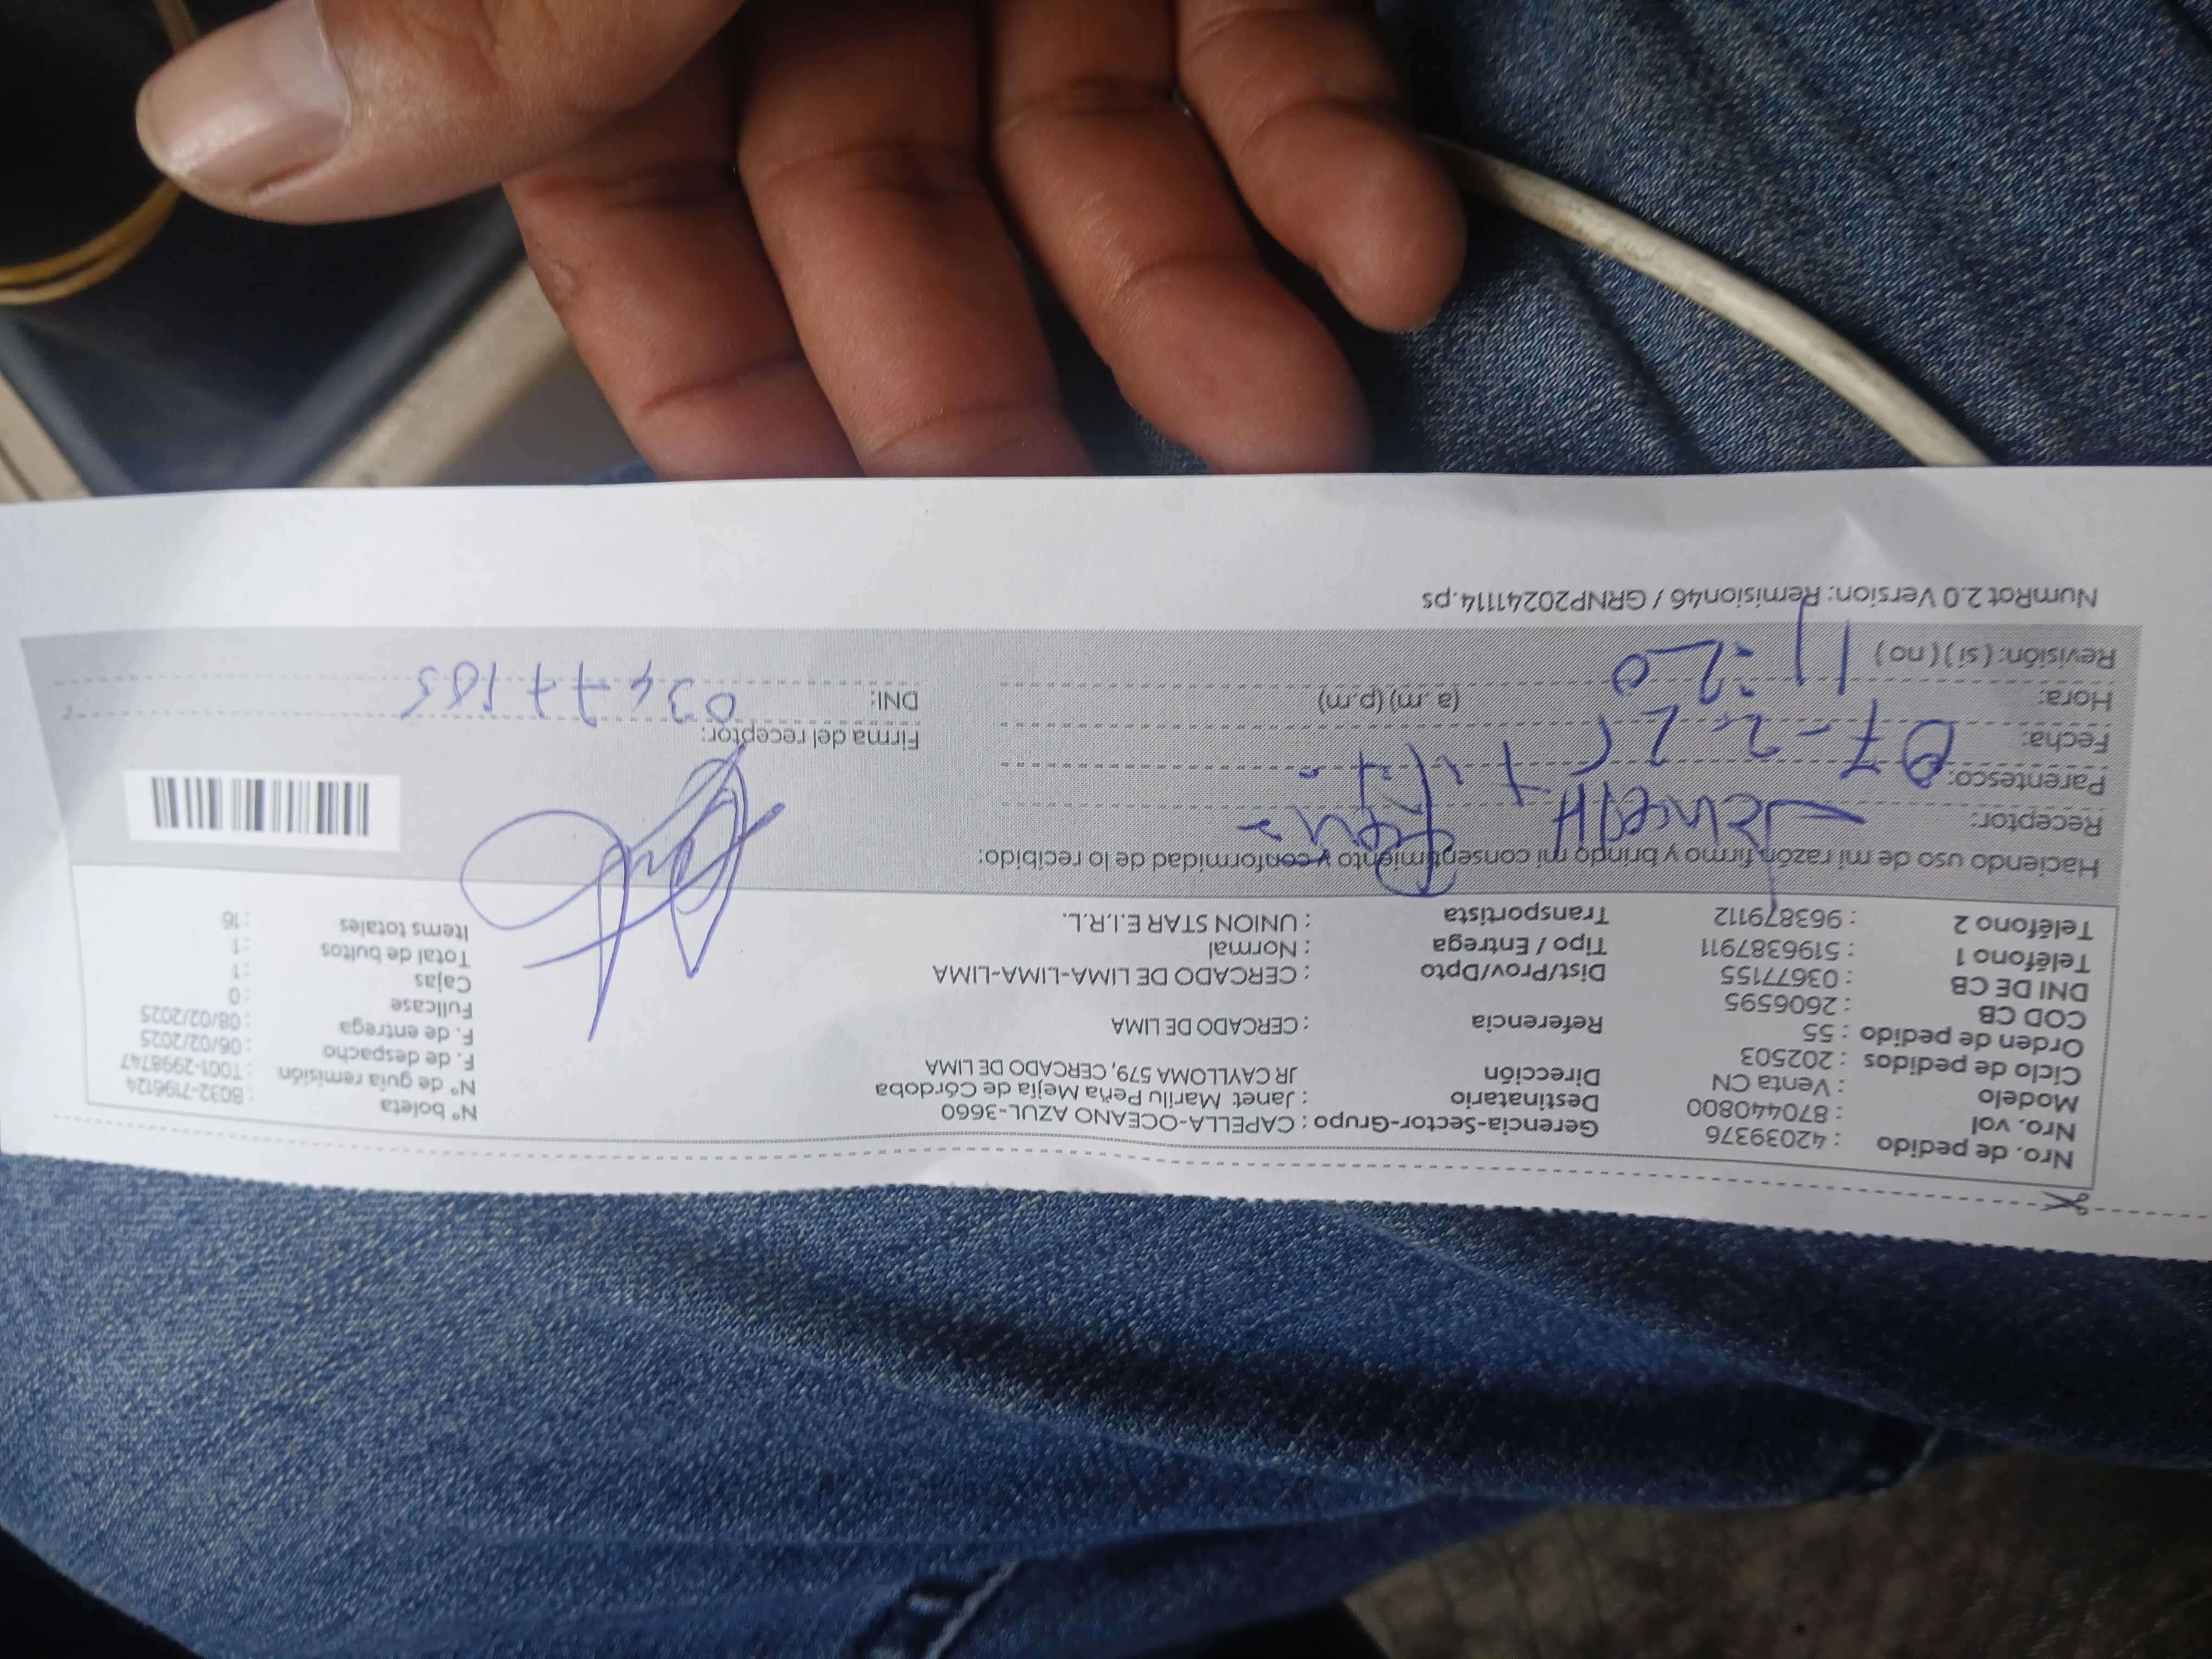 Nro. de pedido : 42039376 Gerencia-Sector-Grupo : CAPELLA-OCEANO AZUL-3660 Nº boleta : B032-7196124
Nro. vol : 870440800 Destinatario : Janet Marilu Peña Mejia de Córdoba Nº de guía remisión : T001-2998747
Modelo : Venta CN Dirección JR CAYLLOMA 579, CERCADO DE LIMA F. de despacho : 06/02/2025
Ciclo de pedidos : 202503 F. de entrega : 08/02/2025
Orden de pedido : 55 Referencia : CERCADO DE LIMA Fullcase : 0
COD CB : 2606595 Cajas : 1
DNI DE CB : 03677155 Dist/Prov/Dpto : CERCADO DE LIMA-LIMA-LIMA Total de bultos : 1
Teléfono 1 : 5196387911 Tipo / Entrega : Normal Items totales : 16
Teléfono 2 : 963879112 Transportista : UNION STAR E.I.R.L.
Haciendo uso de mi razón firmo y brindo mi consentimiento y conformidad de lo recibido:
Receptor: Peña
Parentesco:
Fecha: 07-2-25 Firma del receptor:
Hora: 11:20 (a .m) (p.m) DNI:
Revisión: ( si ) ( no )
NumRot 2.0 Version: Remision46 / GRNP20241114.ps